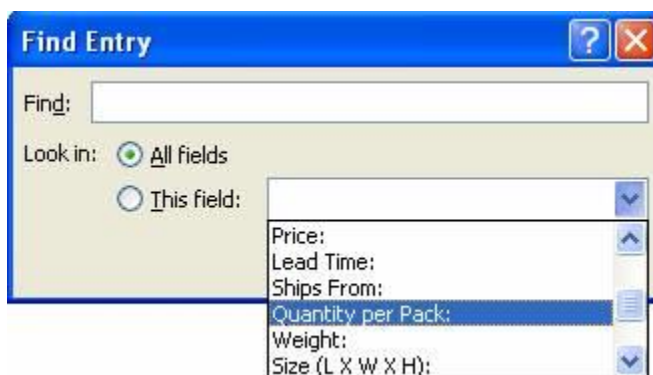 Find Entry
Find:
Look in: All fields
This field:
Price:
Lead Time:
Ships From:
Quantity per Pack:
Weight:
Size (L X W X H):